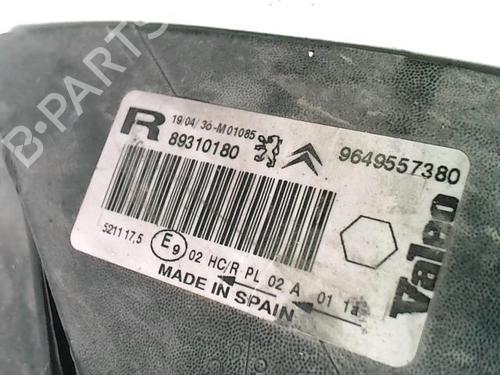 B-PARTS
R 19/04/ 36-M 01085
89310180
9649557380
5211 17,5
E9 02 HC/R PL 02 A 01 1a
MADE IN SPAIN
Valeo